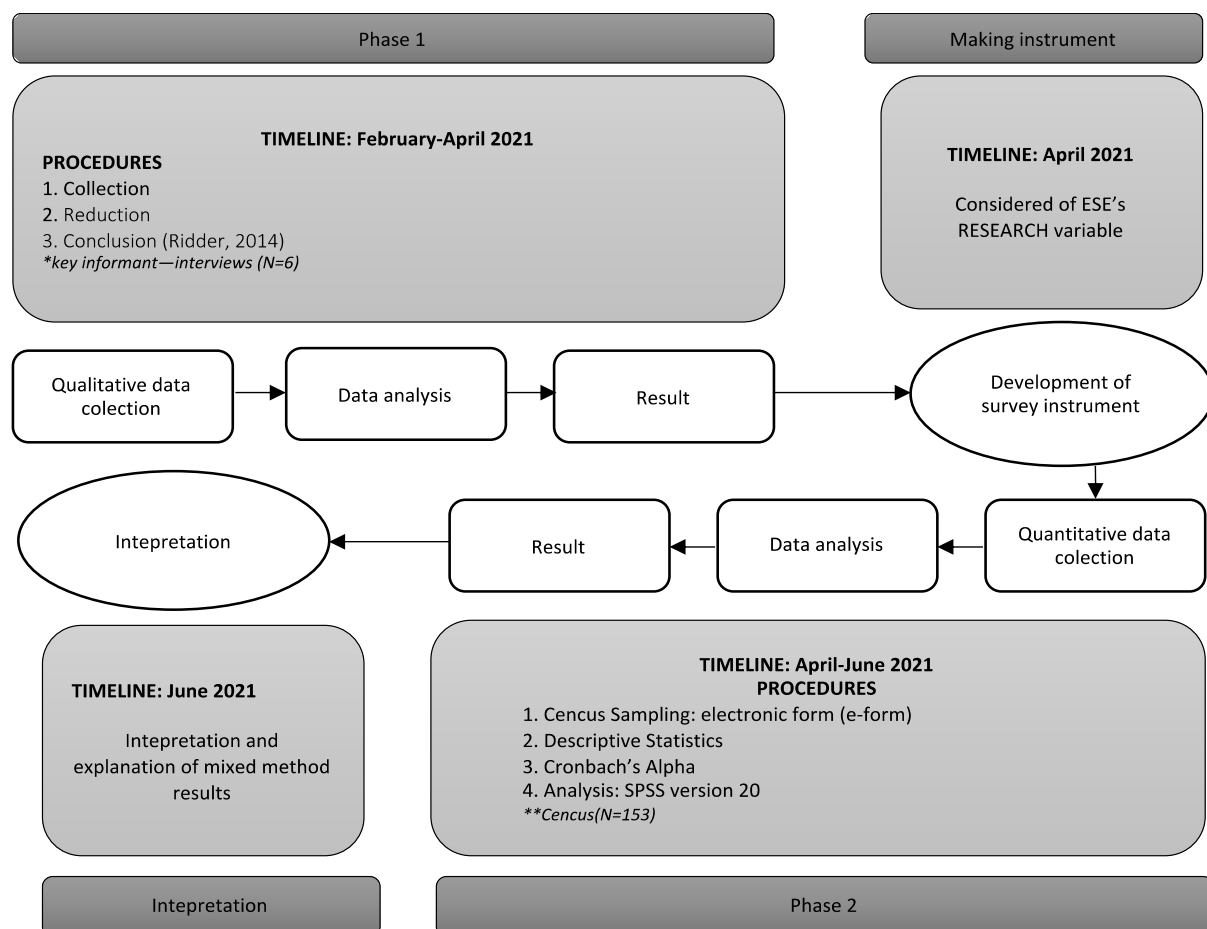 Phase 1
Making instrument
TIMELINE: February-April 2021
PROCEDURES
1. Collection
2. Reduction
3. Conclusion (Ridder, 2014)
*key informant—interviews (N=6)
TIMELINE: April 2021
Considered of ESE’s
RESEARCH variable
Qualitative data
colection
Data analysis
Result
Development of
survey instrument
Intepretation
Result
Data analysis
Quantitative data
colection
TIMELINE: June 2021
Intepretation and
explanation of mixed method
results
TIMELINE: April-June 2021
PROCEDURES
1. Cencus Sampling: electronic form (e-form)
2. Descriptive Statistics
3. Cronbach’s Alpha
4. Analysis: SPSS version 20
**Cencus(N=153)
Intepretation
Phase 2